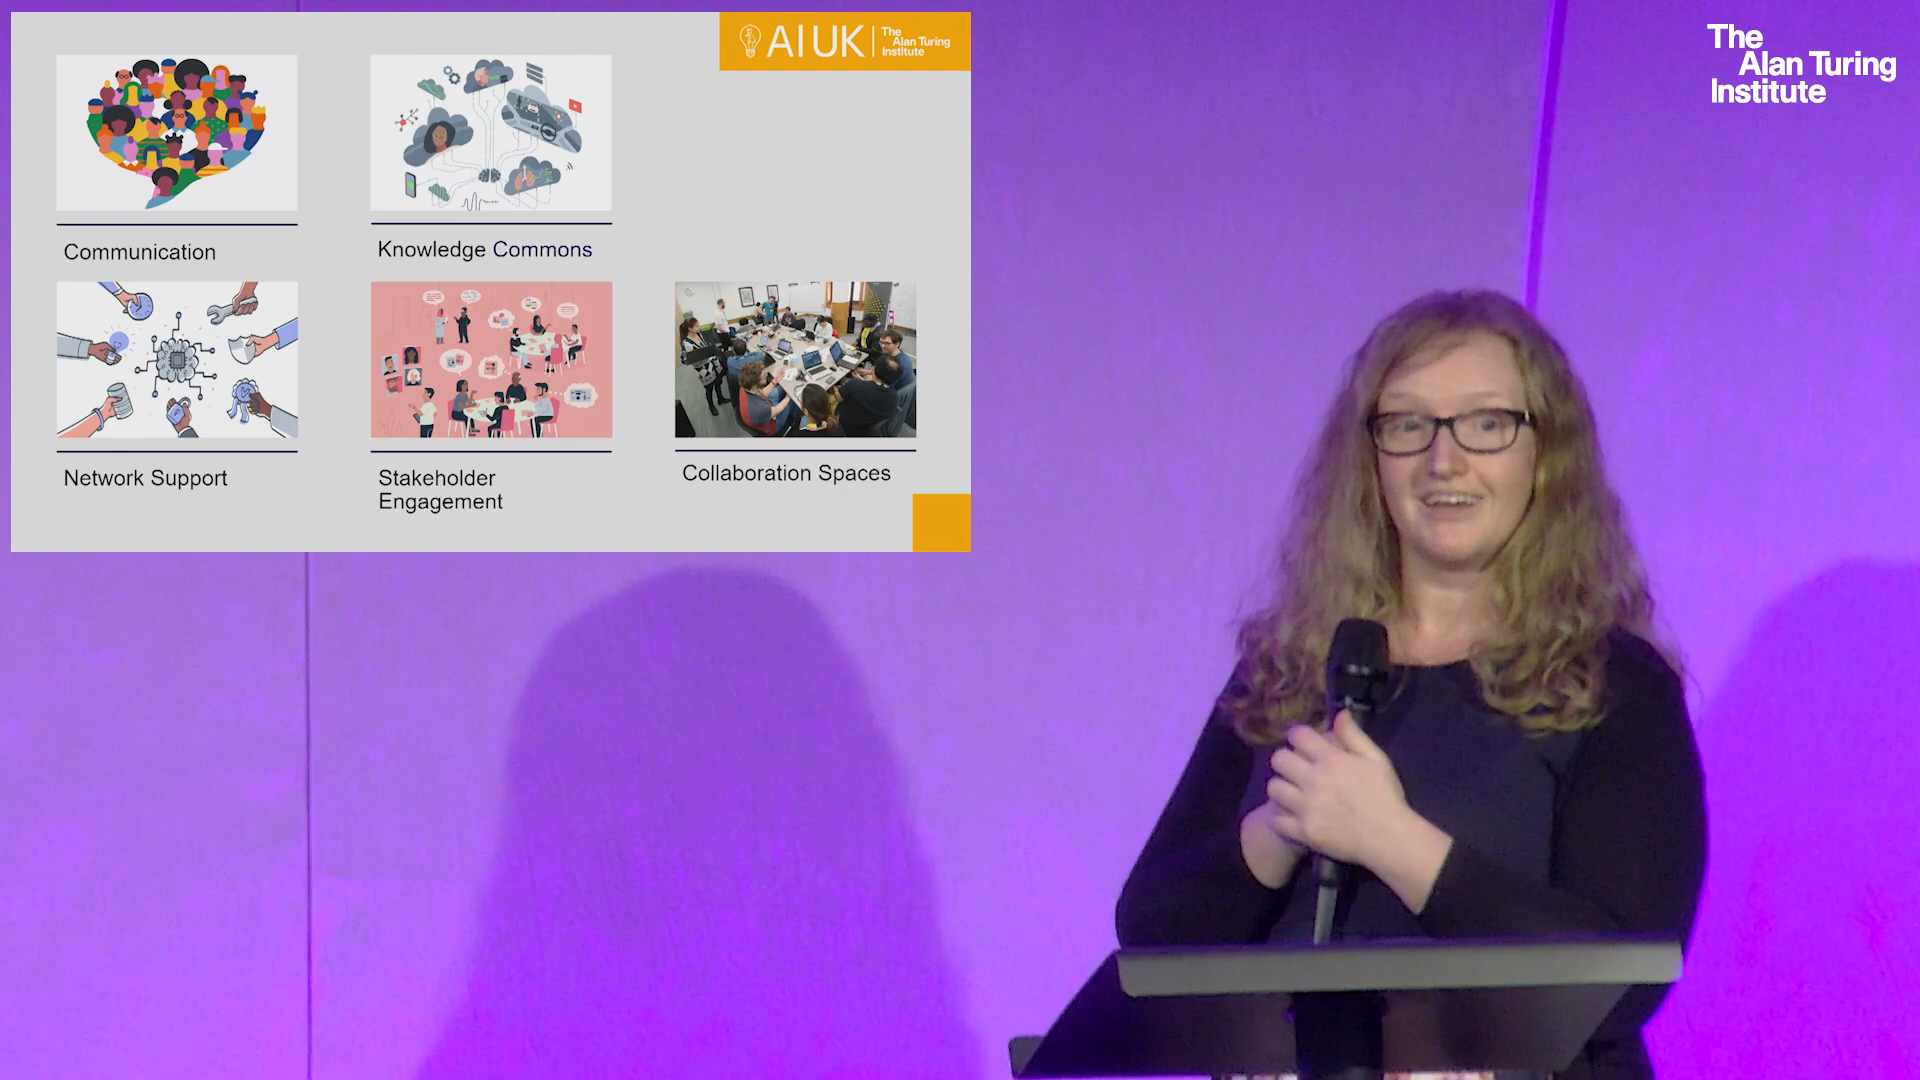 AI UK
The
Alan Turing
Institute
Communication
Knowledge Commons
Network Support
Stakeholder
Engagement
Collaboration Spaces
The
Alan Turing
Institute